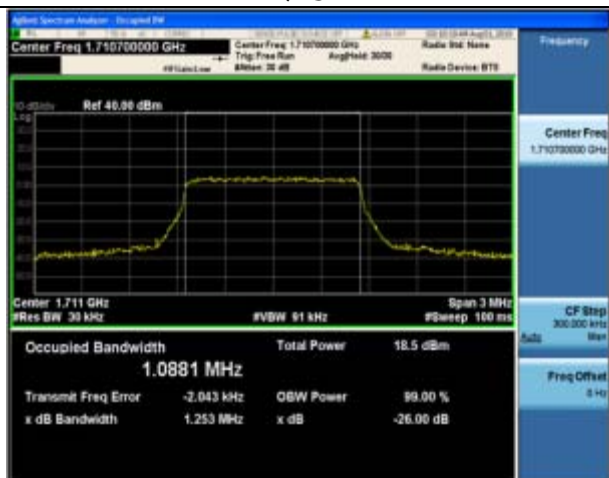 Agilent Spectrum Analyzer - Occupied BW
Center Freq 1.710700000 GHz
Center Freq: 1.710700000 GHz
Radio Std: None
Trig: Free Run
Avg|Hold: 30/30
#IFGain:Low
#Atten: 30 dB
Radio Device: BTS
Frequency
10 dB/div
Ref 40.00 dBm
Log
Center Freq
1.710700000 GHz
Center 1.711 GHz
Span 3 MHz
#Res BW 30 kHz
#VBW 91 kHz
#Sweep 100 ms
CF Step
300.000 kHz
Auto
Man
Occupied Bandwidth
Total Power
18.5 dBm
1.0881 MHz
Freq Offset
0 Hz
Transmit Freq Error
-2.043 kHz
OBW Power
99.00 %
x dB Bandwidth
1.253 MHz
x dB
-26.00 dB